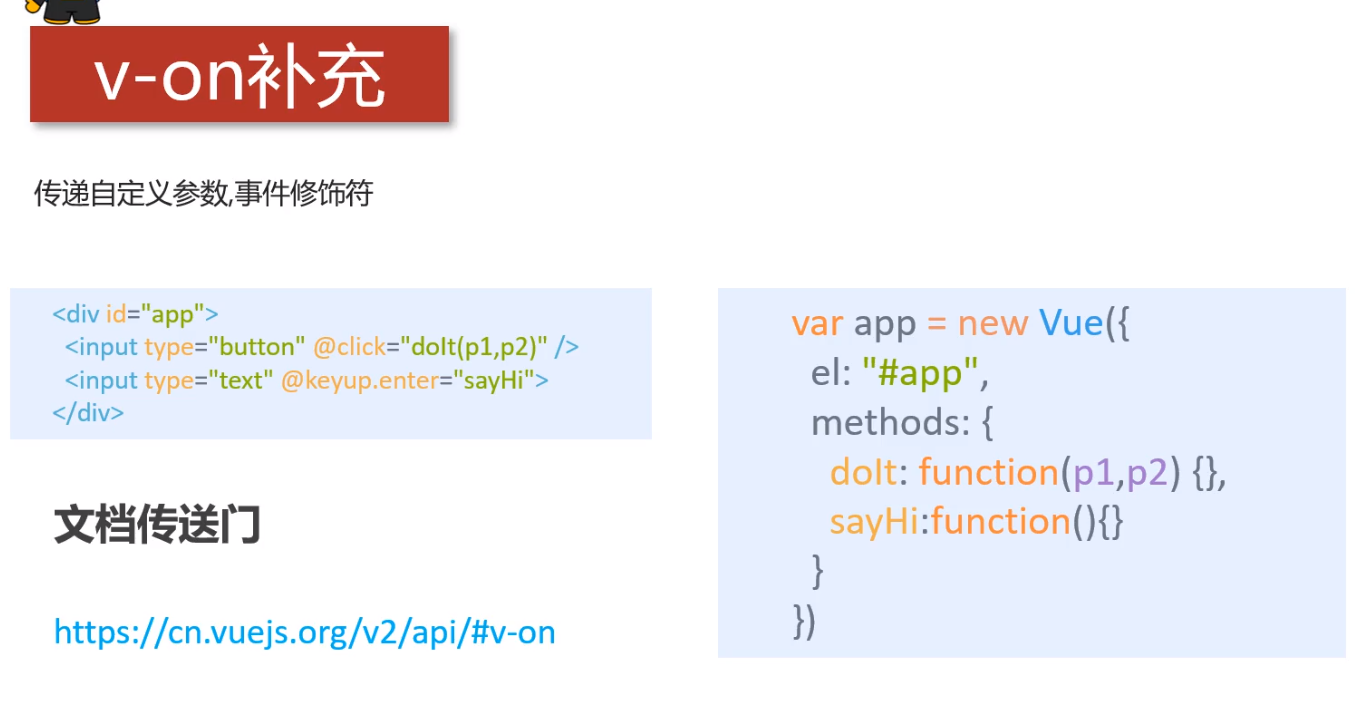 v-on补充
传递自定义参数,事件修饰符
<div id="app">
<input type="button" @click="doIt(p1,p2)" />
<input type="text" @keyup.enter="sayHi">
</div>
文档传送门
https://cn.vuejs.org/v2/api/#v-on
var app = new Vue({
el: "#app",
methods: {
doIt: function(p1,p2) {},
sayHi:function(){}
}
})